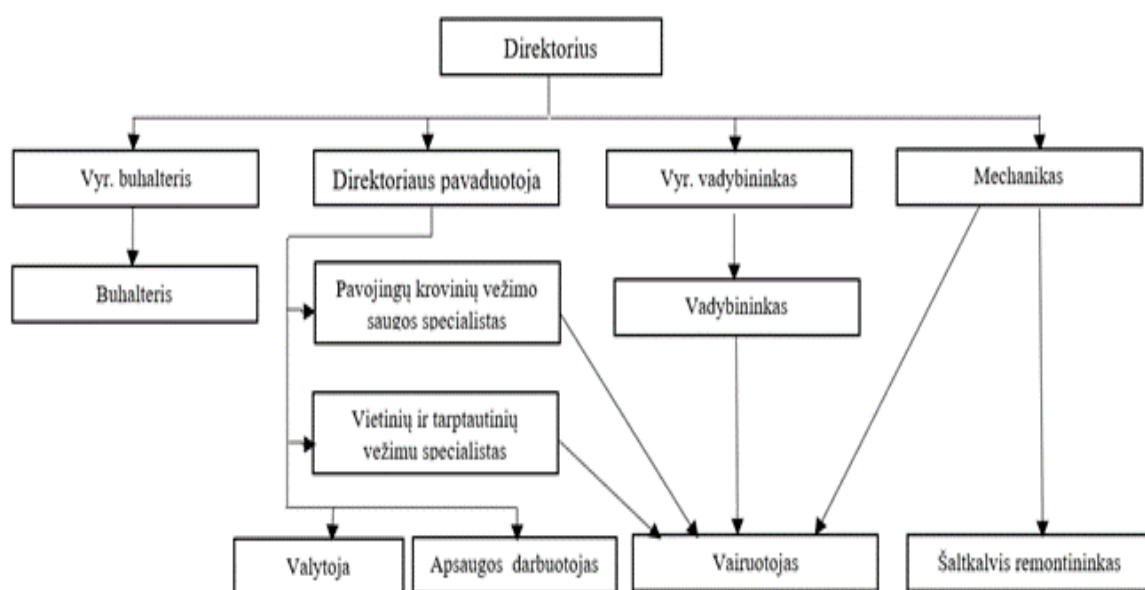 Direktorius
Vyr. buhalteris
Direktoriaus pavaduotoja
Vyr. vadybininkas
Mechanikas
Buhalteris
Pavojingų krovinių vežimo
saugos specialistas
Vadybininkas
Vietinių ir tarptautinių
vežimu specialistas
Valytoja
Apsaugos darbuotojas
Vairuotojas
Šaltkalvis remontininkas